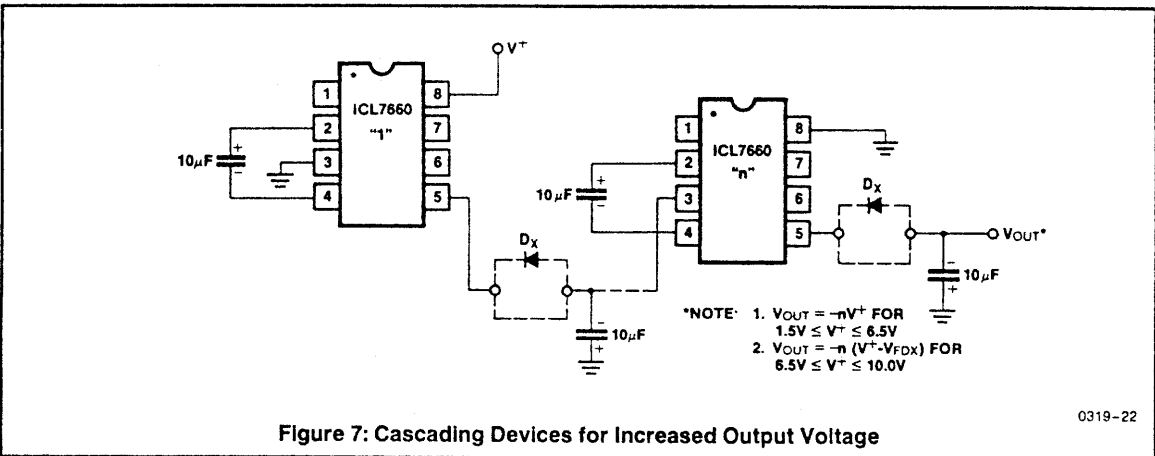 V+
1
2
3
4
ICL7660
"1"
8
7
6
5
10µF
+
-
DX
-
10µF
+
1
2
3
4
ICL7660
"n"
8
7
6
5
10µF
+
-
DX
VOUT*
-
10µF
+
*NOTE: 1. VOUT = -nV+ FOR
1.5V ≤ V+ ≤ 6.5V
2. VOUT = -n (V+-VFDX) FOR
6.5V ≤ V+ ≤ 10.0V
0319-22
Figure 7: Cascading Devices for Increased Output Voltage